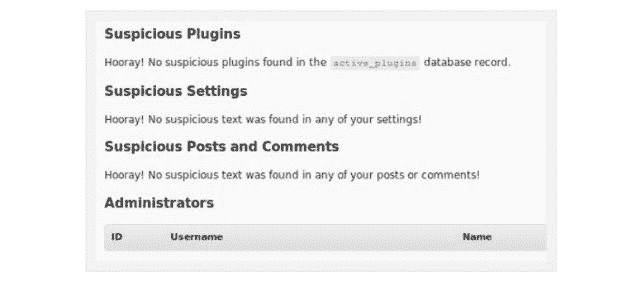 Suspicious Plugins
Hooray! No suspicious plugins found in the active_plugins database record.
Suspicious Settings
Hooray! No suspicious text was found in any of your settings!
Suspicious Posts and Comments
Hooray! No suspicious text was found in any of your posts or comments!
Administrators
ID Username Name